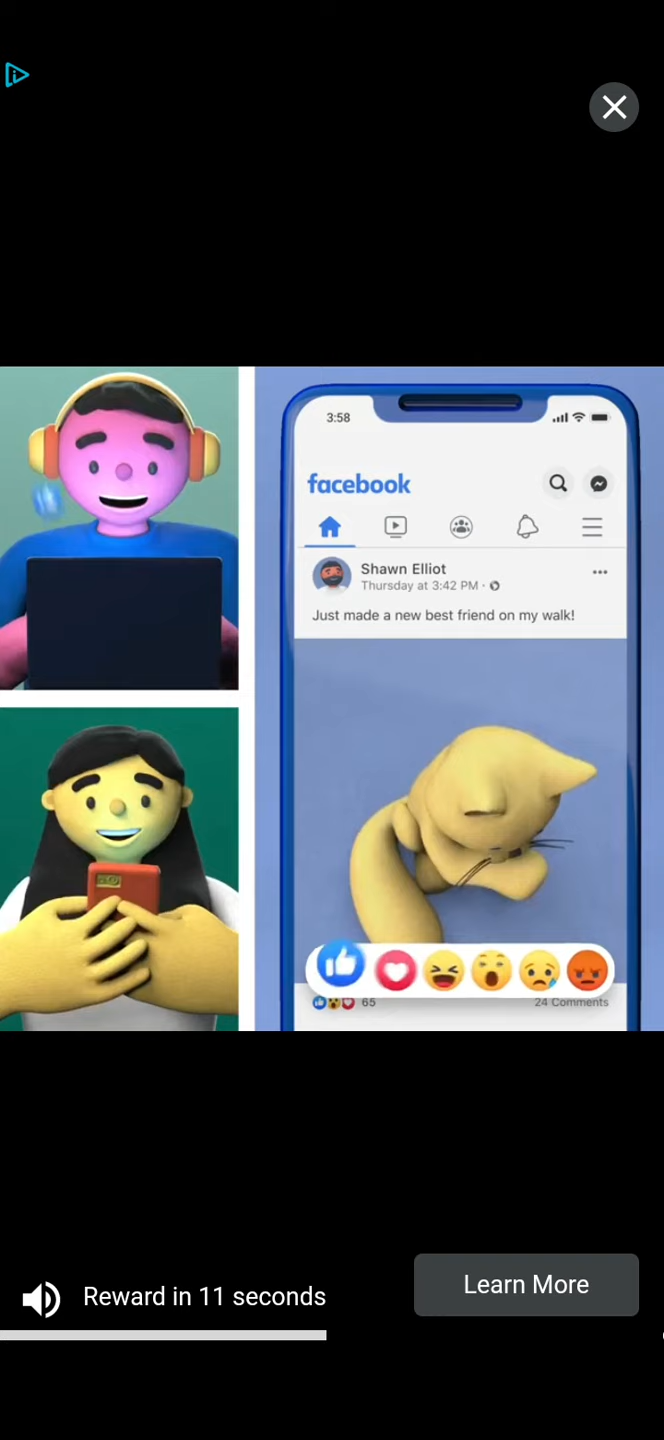 3:58
facebook
Shawn Elliot
Thursday at 3:42 PM ·
Just made a new best friend on my walk!
65 24 Comments
Reward in 11 seconds
Learn More